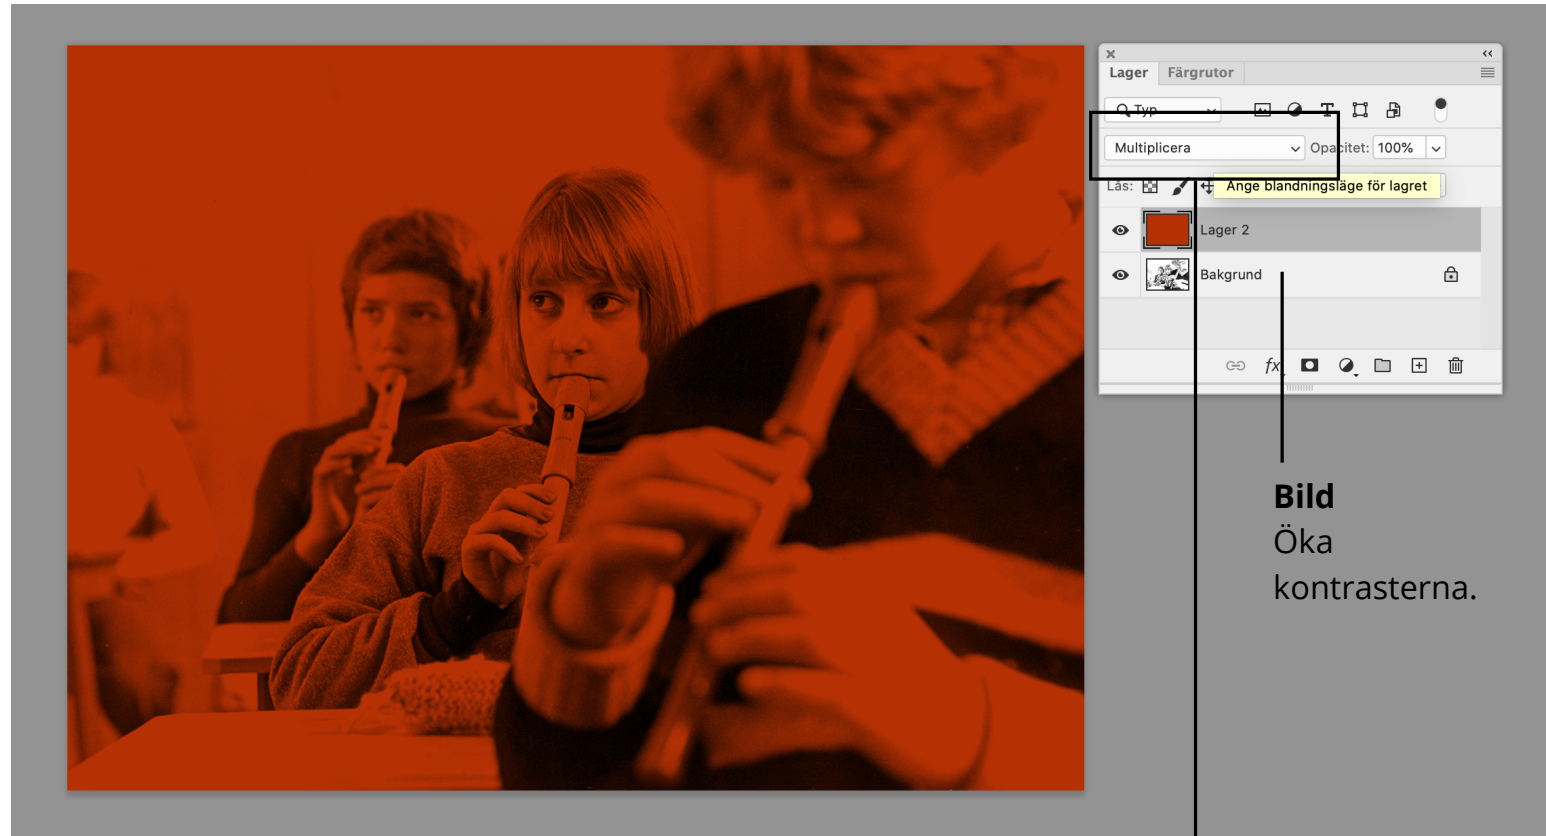 Lager Färgrutor
Typ
Multiplicera Opacitet: 100%
Lås: Ange blandningsläge för lagret
Lager 2
Bakgrund
fx
Bild
Öka
kontrasterna.